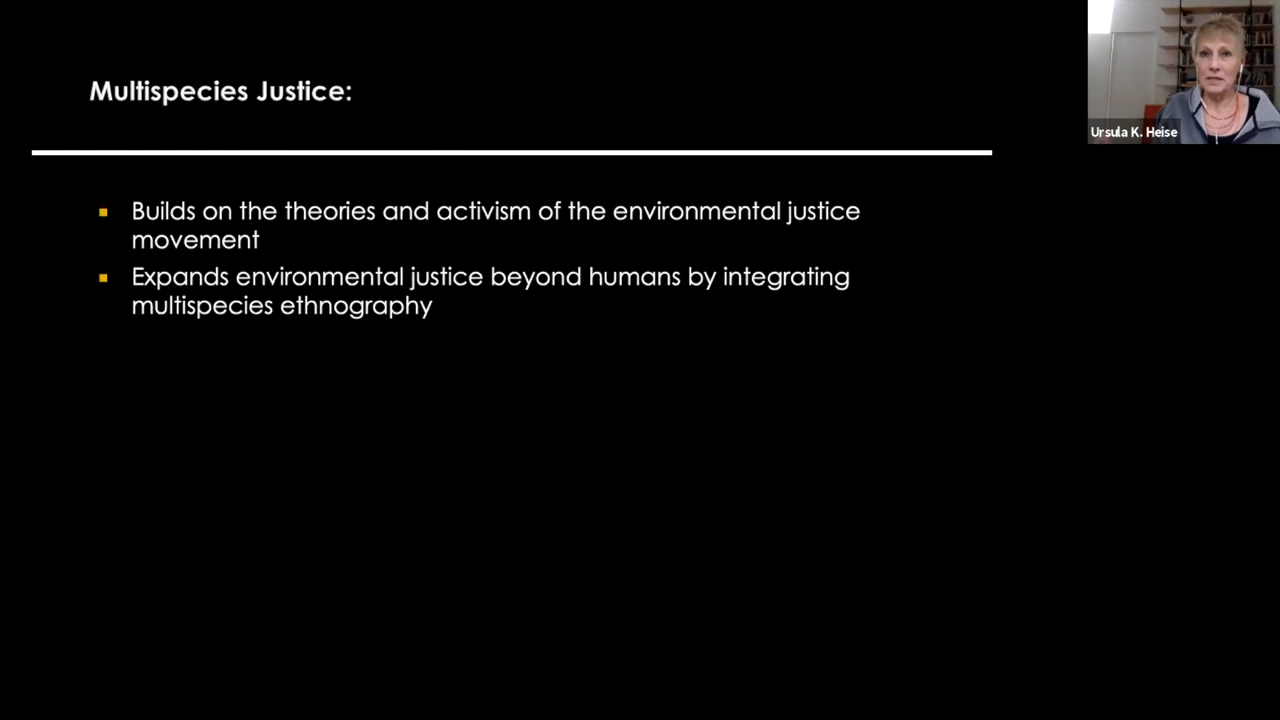 Multispecies Justice:
Ursula K. Heise
Builds on the theories and activism of the environmental justice
movement
Expands environmental justice beyond humans by integrating
multispecies ethnography